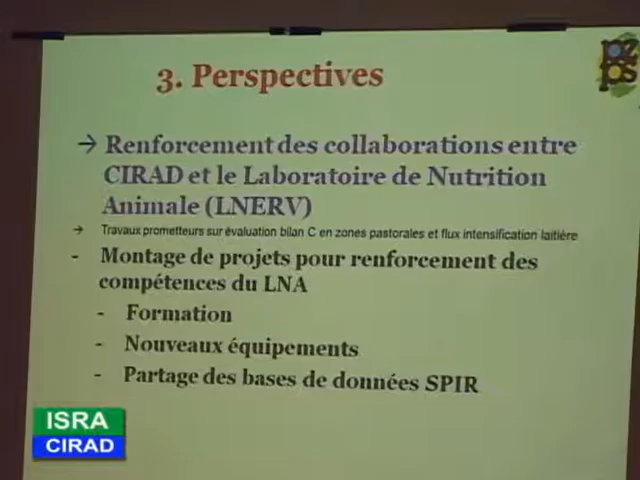 3. Perspectives
→ Renforcement des collaborations entre
CIRAD et le Laboratoire de Nutrition
Animale (LNERV)
→ Travaux prometteurs sur évaluation bilan C en zones pastorales et flux intensification laitière
- Montage de projets pour renforcement des
compétences du LNA
- Formation
- Nouveaux équipements
- Partage des bases de données SPIR
ISRA
CIRAD